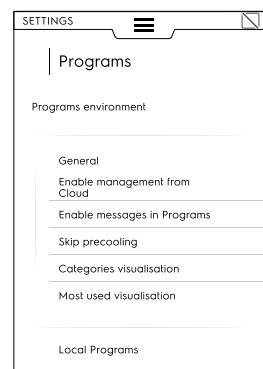 SETTINGS
Programs
Programs environment
General
Enable management from
Cloud
Enable messages in Programs
Skip precooling
Categories visualisation
Most used visualisation
Local Programs